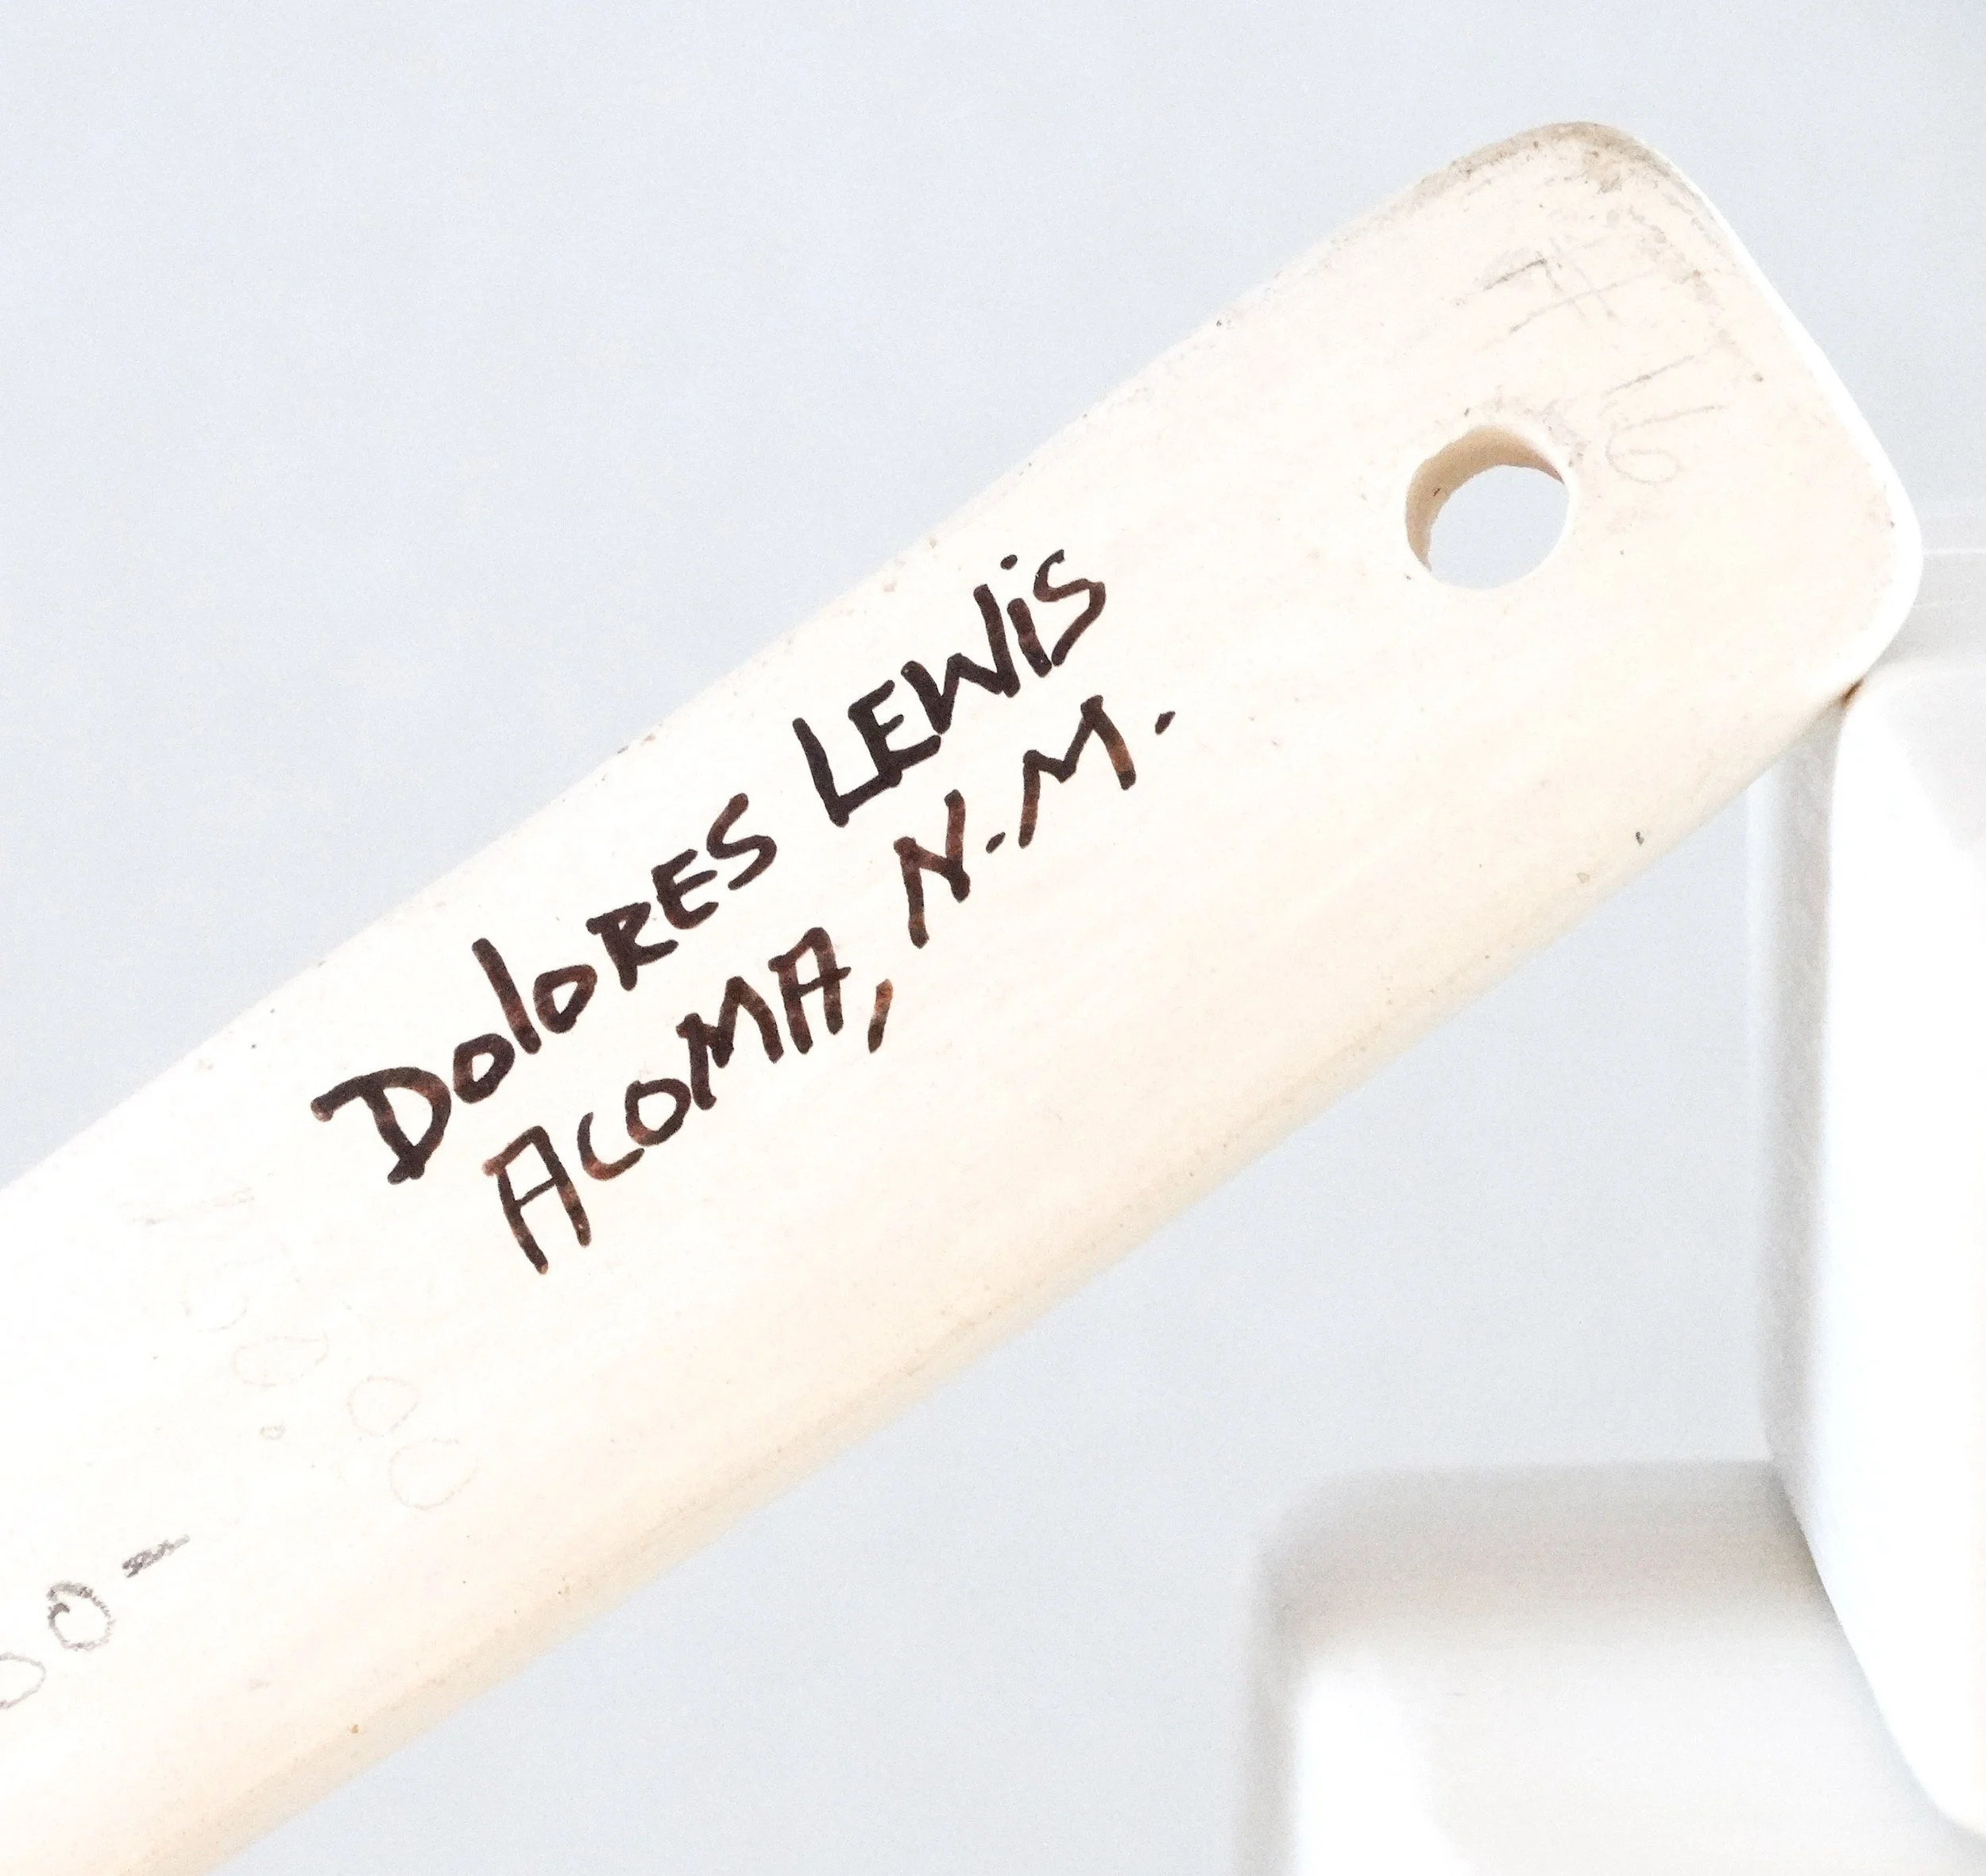 DolORES LEWiS
ACOMA, N.M.